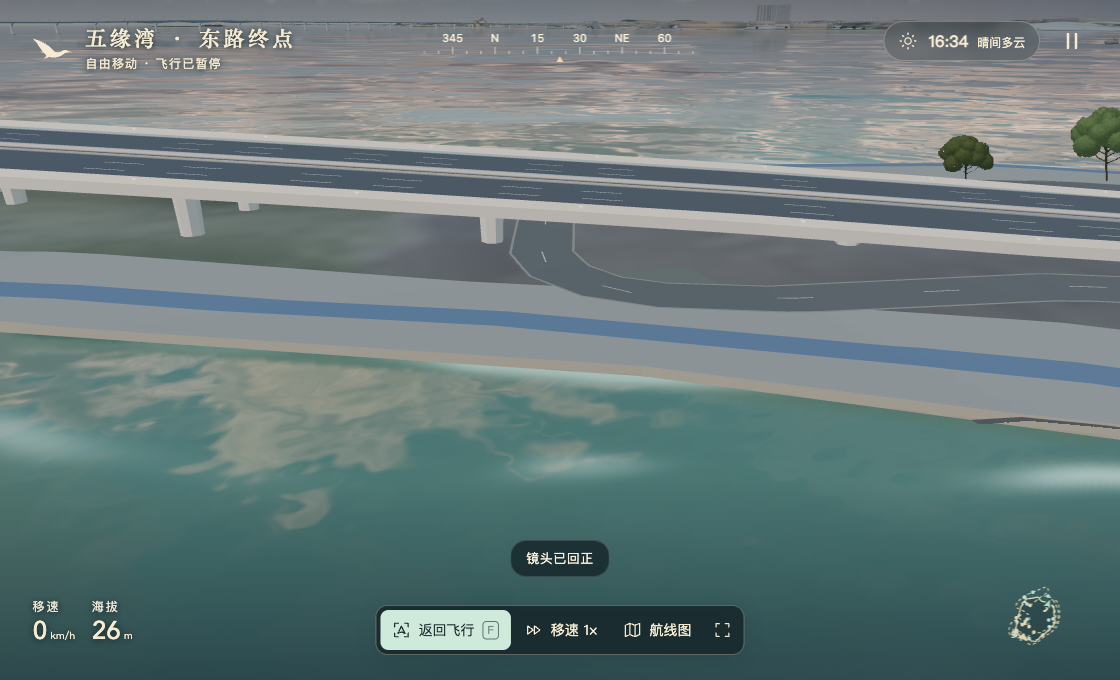 五缘湾 · 东路终点
自由移动 · 飞行已暂停
345 N 15 30 NE 60
16:34 晴间多云
镜头已回正
移速 海拔
0 km/h 26 m
返回飞行 F 移速 1x 航线图